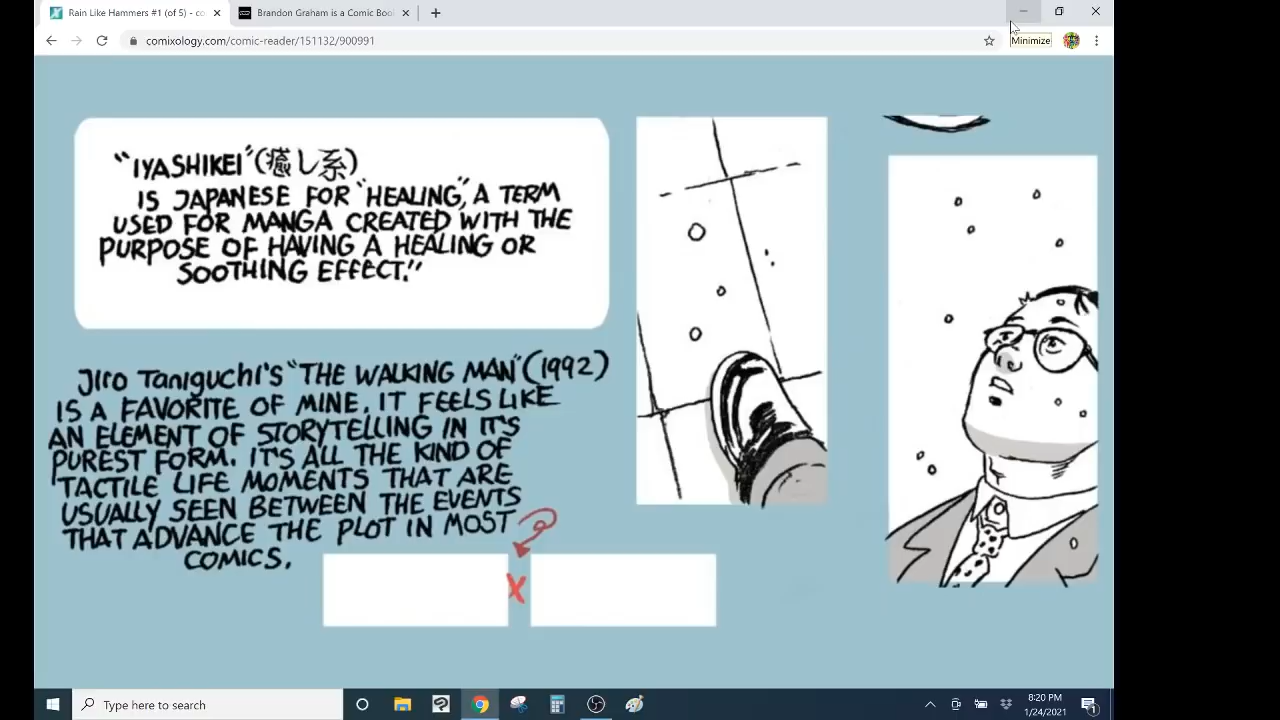 Rain Like Hammers #1 (of 5) - co
Brandon Graham is a Comic Boo
comixology.com/comic-reader/151132/900991
Minimize
"IYASHIKEI"(癒し系)
IS JAPANESE FOR "HEALING", A TERM
USED FOR MANGA CREATED WITH THE
PURPOSE OF HAVING A HEALING OR
SOOTHING EFFECT."
Jiro Taniguchi's "THE WALKING MAN" (1992)
IS A FAVORITE OF MINE. IT FEELS LIKE
AN ELEMENT OF STORYTELLING IN IT'S
PUREST FORM. IT'S ALL THE KIND OF
TACTILE LIFE MOMENTS THAT ARE
USUALLY SEEN BETWEEN THE EVENTS
THAT ADVANCE THE PLOT IN MOST
COMICS.
X
Type here to search
8:20 PM
1/24/2021
1